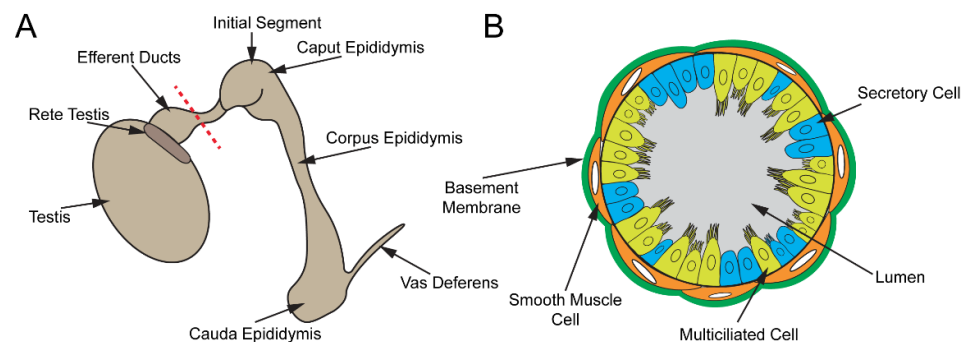 A
Initial Segment
Efferent Ducts
Caput Epididymis
Rete Testis
Corpus Epididymis
Testis
Vas Deferens
Cauda Epididymis
B
Secretory Cell
Basement
Membrane
Lumen
Smooth Muscle
Cell
Multiciliated Cell